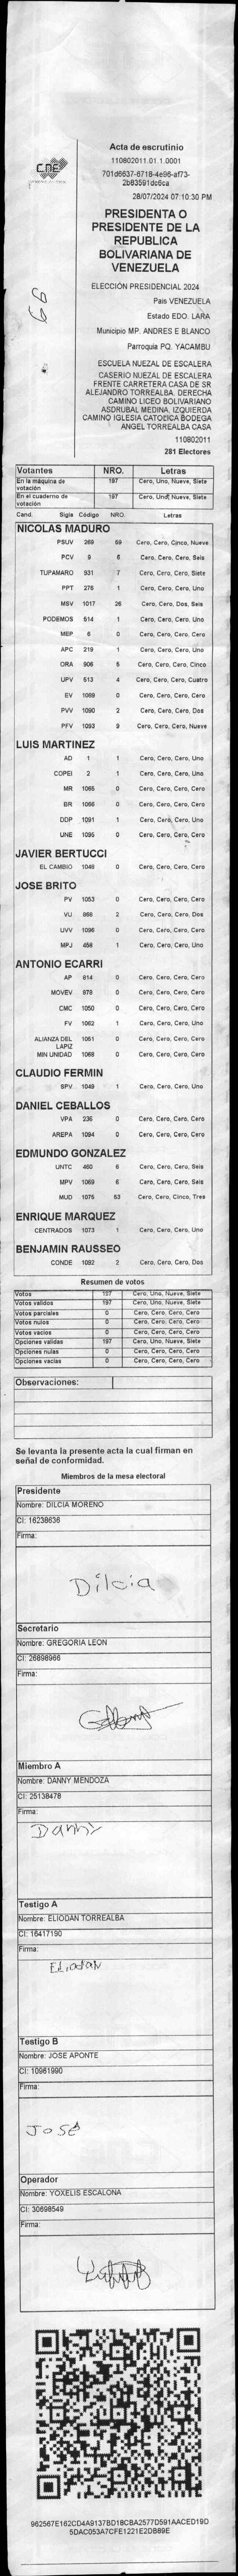 CNE
66
Acta de escrutinio
110802011.01.1.0001
701d6637-6718-4e96-af73-
2b83591dc6ca
28/07/2024 07:10:30 PM
PRESIDENTA O
PRESIDENTE DE LA
REPUBLICA
BOLIVARIANA DE
VENEZUELA
ELECCIÓN PRESIDENCIAL 2024
Pais VENEZUELA
Estado EDO. LARA
Municipio MP. ANDRES E BLANCO
Parroquia PQ. YACAMBU
ESCUELA NUEZAL DE ESCALERA
CASERIO NUEZAL DE ESCALERA
FRENTE CARRETERA CASA DE SR
ALEJANDRO TORREALBA. DERECHA
CAMINO LICEO BOLIVARIANO
ASDRUBAL MEDINA. IZQUIERDA
CAMINO IGLESIA CATOLICA BODEGA
ANGEL TORREALBA CASA
110802011
281 Electores
Votantes NRO. Letras
En la máquina de votación 197 Cero, Uno, Nueve, Siete
En el cuaderno de votación 197 Cero, Uno, Nueve, Siete
Cand. Sigla Código NRO. Letras
NICOLAS MADURO
PSUV 269 59 Cero, Cero, Cinco, Nueve
PCV 9 6 Cero, Cero, Cero, Seis
TUPAMARO 931 7 Cero, Cero, Cero, Siete
PPT 276 1 Cero, Cero, Cero, Uno
MSV 1017 26 Cero, Cero, Dos, Seis
PODEMOS 514 1 Cero, Cero, Cero, Uno
MEP 6 0 Cero, Cero, Cero, Cero
APC 219 1 Cero, Cero, Cero, Uno
ORA 906 5 Cero, Cero, Cero, Cinco
UPV 513 4 Cero, Cero, Cero, Cuatro
EV 1089 0 Cero, Cero, Cero, Cero
PVV 1090 2 Cero, Cero, Cero, Dos
PFV 1093 9 Cero, Cero, Cero, Nueve
LUIS MARTINEZ
AD 1 1 Cero, Cero, Cero, Uno
COPEI 2 1 Cero, Cero, Cero, Uno
MR 1065 0 Cero, Cero, Cero, Cero
BR 1066 0 Cero, Cero, Cero, Cero
DDP 1091 1 Cero, Cero, Cero, Uno
UNE 1095 0 Cero, Cero, Cero, Cero
JAVIER BERTUCCI
EL CAMBIO 1048 0 Cero, Cero, Cero, Cero
JOSE BRITO
PV 1053 0 Cero, Cero, Cero, Cero
VU 868 2 Cero, Cero, Cero, Dos
UVV 1096 0 Cero, Cero, Cero, Cero
MPJ 458 1 Cero, Cero, Cero, Uno
ANTONIO ECARRI
AP 814 0 Cero, Cero, Cero, Cero
MOVEV 978 0 Cero, Cero, Cero, Cero
CMC 1050 0 Cero, Cero, Cero, Cero
FV 1062 1 Cero, Cero, Cero, Uno
ALIANZA DEL LAPIZ 1061 0 Cero, Cero, Cero, Cero
MIN UNIDAD 1068 0 Cero, Cero, Cero, Cero
CLAUDIO FERMIN
SPV 1049 1 Cero, Cero, Cero, Uno
DANIEL CEBALLOS
VPA 236 0 Cero, Cero, Cero, Cero
AREPA 1094 0 Cero, Cero, Cero, Cero
EDMUNDO GONZALEZ
UNTC 460 6 Cero, Cero, Cero, Seis
MPV 1069 6 Cero, Cero, Cero, Seis
MUD 1075 53 Cero, Cero, Cinco, Tres
ENRIQUE MARQUEZ
CENTRADOS 1073 1 Cero, Cero, Cero, Uno
BENJAMIN RAUSSEO
CONDE 1092 2 Cero, Cero, Cero, Dos
Resumen de votos
Votos 197 Cero, Uno, Nueve, Siete
Votos validos 197 Cero, Uno, Nueve, Siete
Votos parciales 0 Cero, Cero, Cero, Cero
Votos nulos 0 Cero, Cero, Cero, Cero
Votos vacios 0 Cero, Cero, Cero, Cero
Opciones validas 197 Cero, Uno, Nueve, Siete
Opciones nulas 0 Cero, Cero, Cero, Cero
Opciones vacias 0 Cero, Cero, Cero, Cero
Observaciones:
Se levanta la presente acta la cual firman en
señal de conformidad.
Miembros de la mesa electoral
Presidente
Nombre: DILCIA MORENO
CI: 16238636
Firma:
Dilcia
Secretario
Nombre: GREGORIA LEON
CI: 26898966
Firma:
Miembro A
Nombre: DANNY MENDOZA
CI: 25138478
Firma:
Danny
Testigo A
Nombre: ELIODAN TORREALBA
CI: 16417190
Firma:
Eliodan
Testigo B
Nombre: JOSE APONTE
CI: 10961990
Firma:
José
Operador
Nombre: YOXELIS ESCALONA
CI: 30698549
Firma:
962567E162CD4A9137BD18CBA2577D591AACED19D
5DAC053A7CFE1221E2DB89E